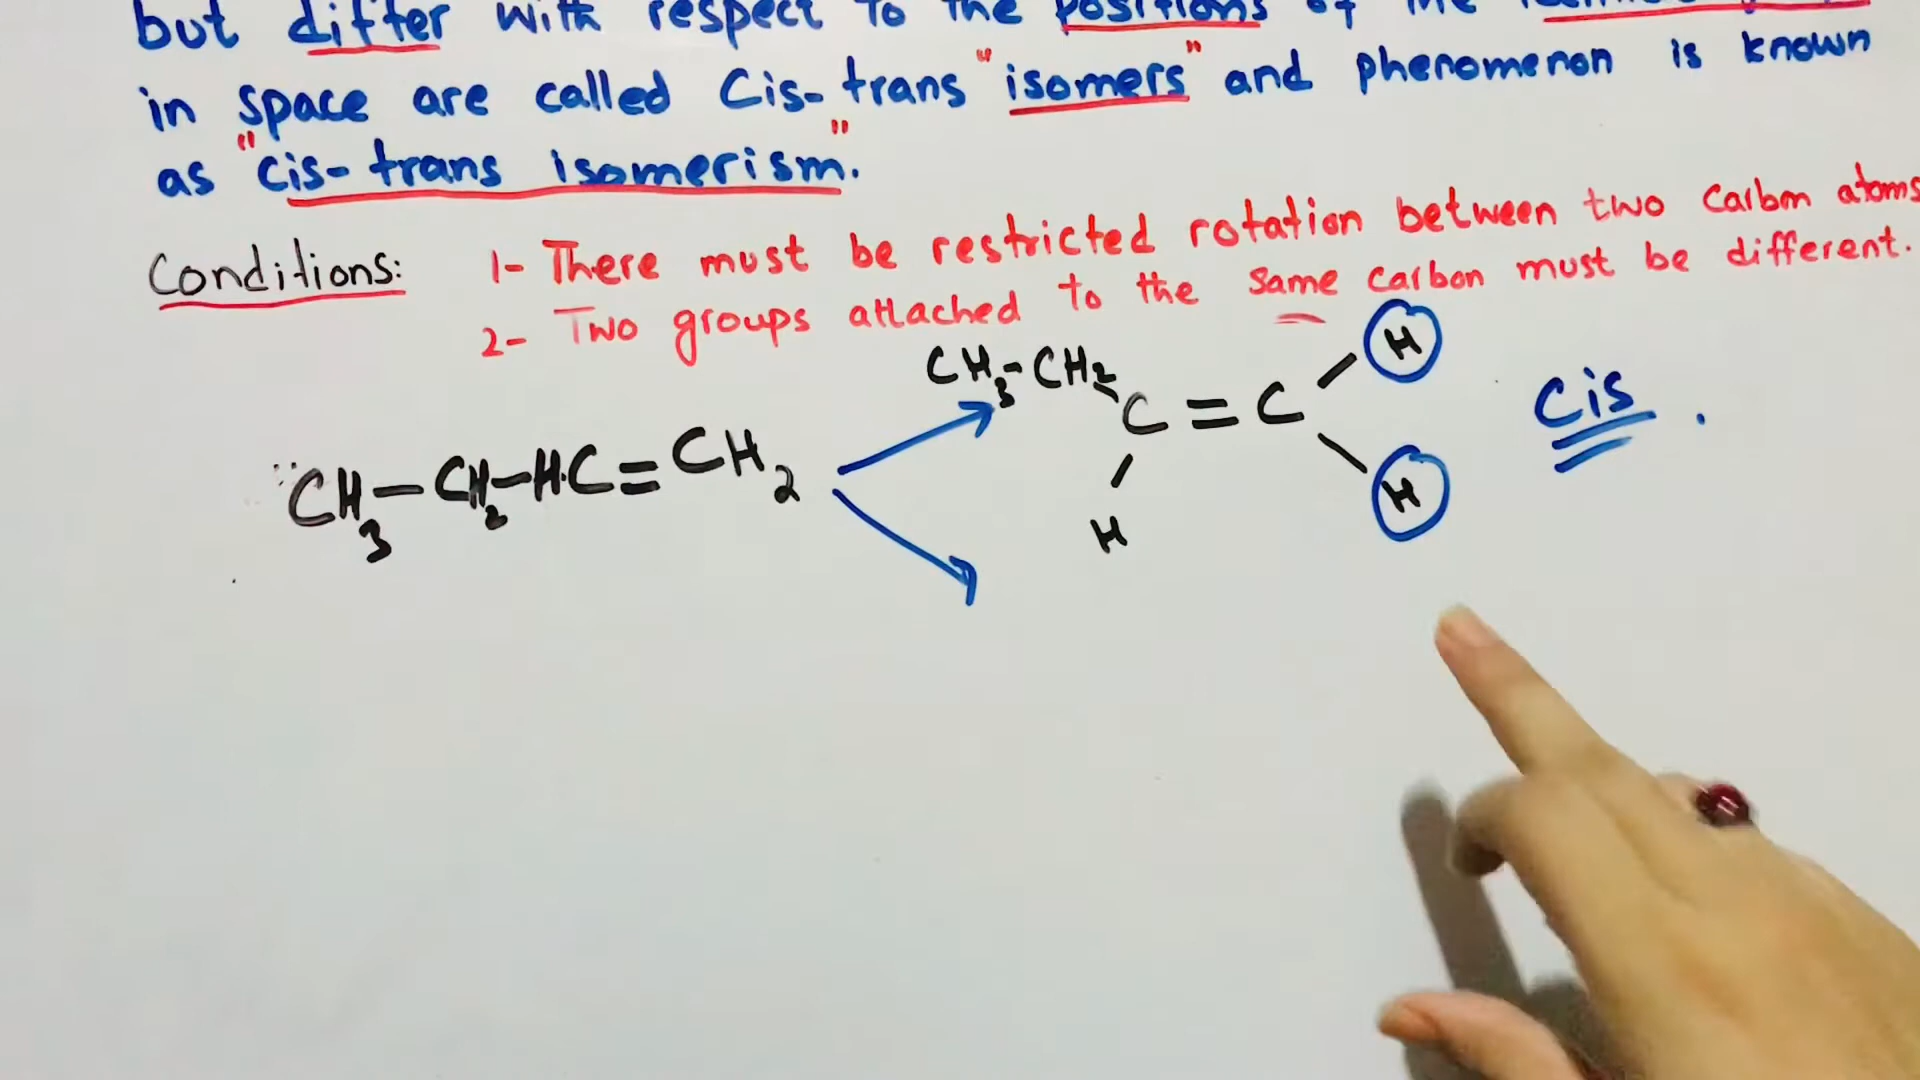 but differ with respect to the positions of the
in space are called Cis-trans "isomers" and phenomenon is known
as "cis-trans isomerism".
Conditions: 1- There must be restricted rotation between two carbon atoms
2- Two groups attached to the same carbon must be different.
CH3-CH2 C=C H H H Cis
CH3-CH2-HC=CH2